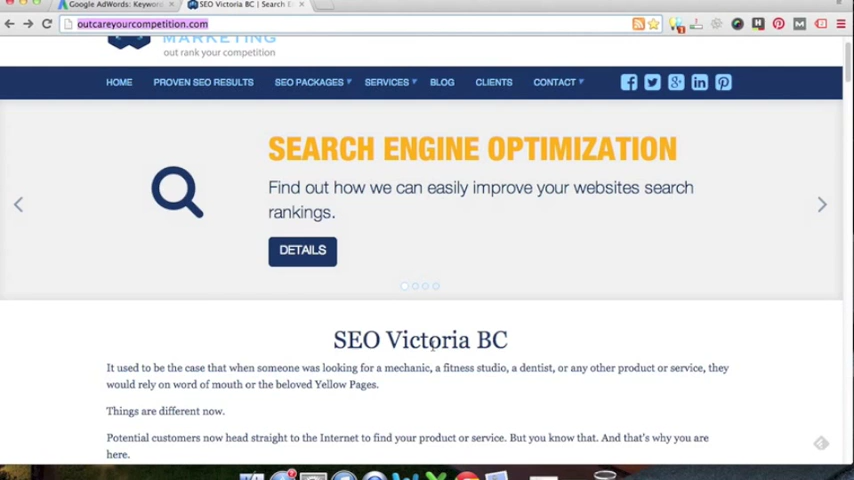 Google AdWords: Keywor
SEO Victoria BC | Search E
outcareyourcompetition.com
MARKETING
out rank your competition
HOME PROVEN SEO RESULTS SEO PACKAGES SERVICES BLOG CLIENTS CONTACT
SEARCH ENGINE OPTIMIZATION
Find out how we can easily improve your websites search
rankings.
DETAILS
SEO Victoria BC
It used to be the case that when someone was looking for a mechanic, a fitness studio, a dentist, or any other product or service, they
would rely on word of mouth or the beloved Yellow Pages.
Things are different now.
Potential customers now head straight to the Internet to find your product or service. But you know that. And that's why you are
here.